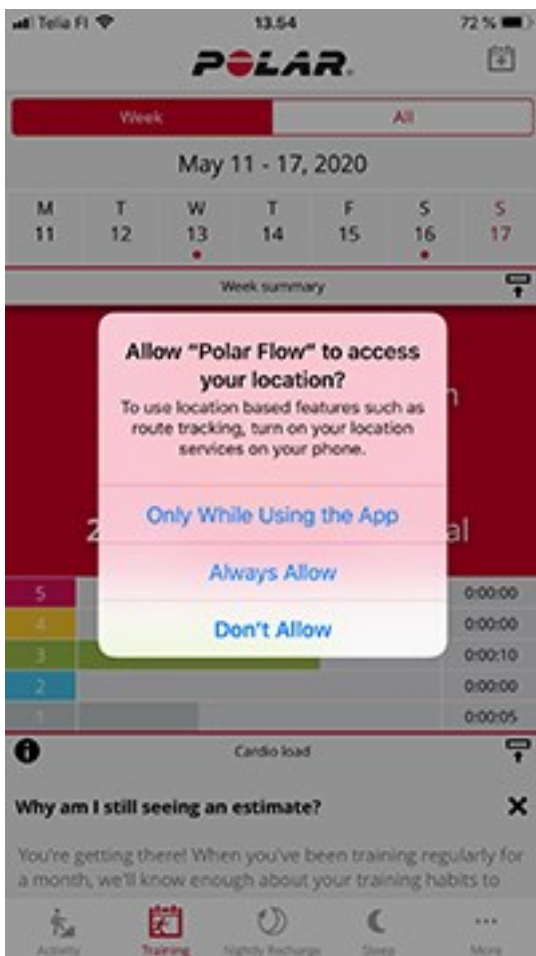 Telia FI 13.54 72 %
POLAR.
Week All
May 11 - 17, 2020
M T W T F S S
11 12 13 14 15 16 17
Week summary
Allow “Polar Flow” to access
your location?
To use location based features such as
route tracking, turn on your location
services on your phone.
Only While Using the App
2 al
Always Allow
5 0:00:00
Don't Allow
4 0:00:00
3 0:00:10
2 0:00:00
1 0:00:05
Cardio load
Why am I still seeing an estimate?
You're getting there! When you've been training regularly for
a month, we'll know enough about your training habits to
Activity Training Nightly Recharge Sleep More